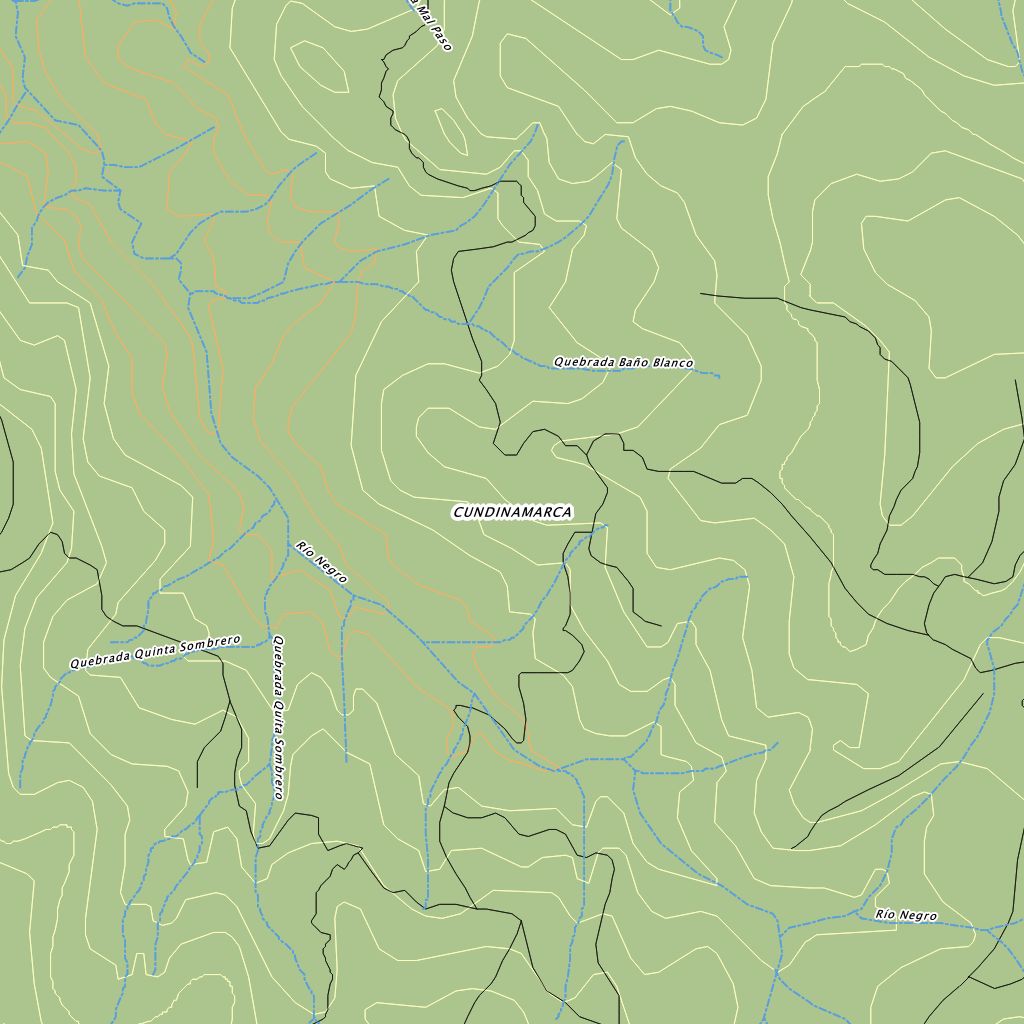 a Mal Paso
Quebrada Baño Blanco
CUNDINAMARCA
Río Negro
Quebrada Quinta Sombrero
Quebrada Quita Sombrero
Río Negro